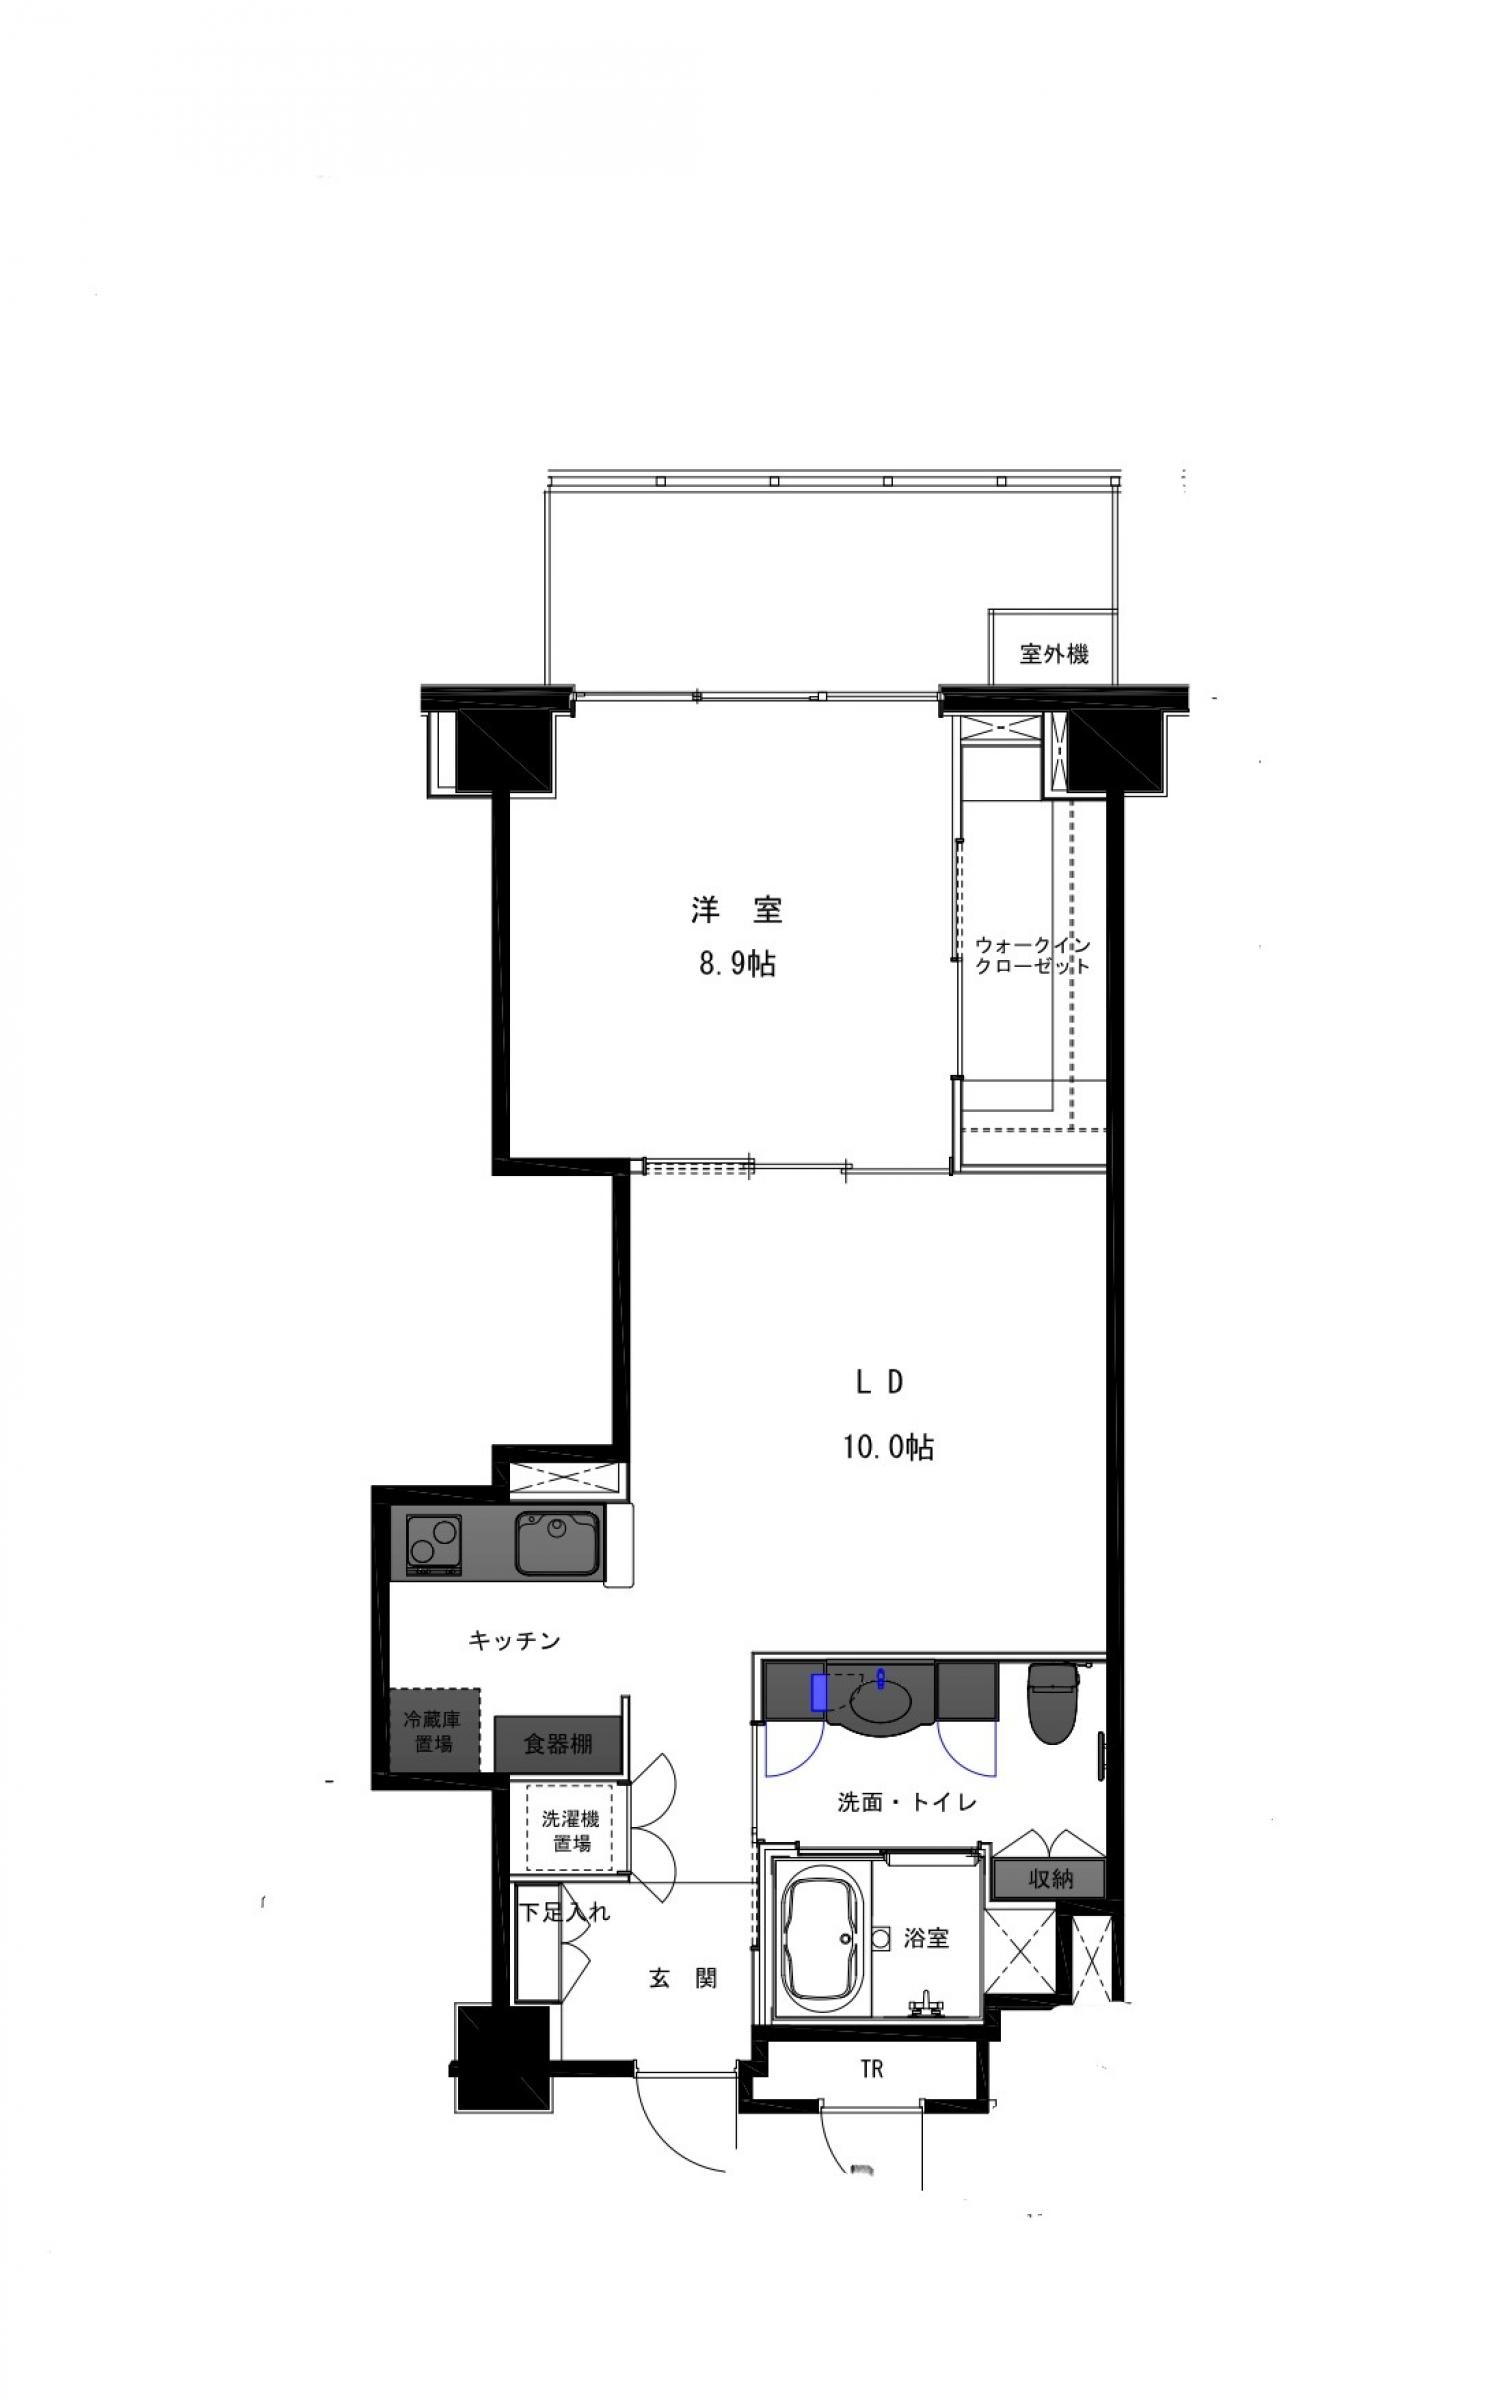 室外機
洋　室
8.9帖
ウォークイン
クローゼット
ＬＤ
10.0帖
キッチン
冷蔵庫
置場
食器棚
洗面・トイレ
洗濯機
置場
収納
下足入れ
浴室
玄　関
TR